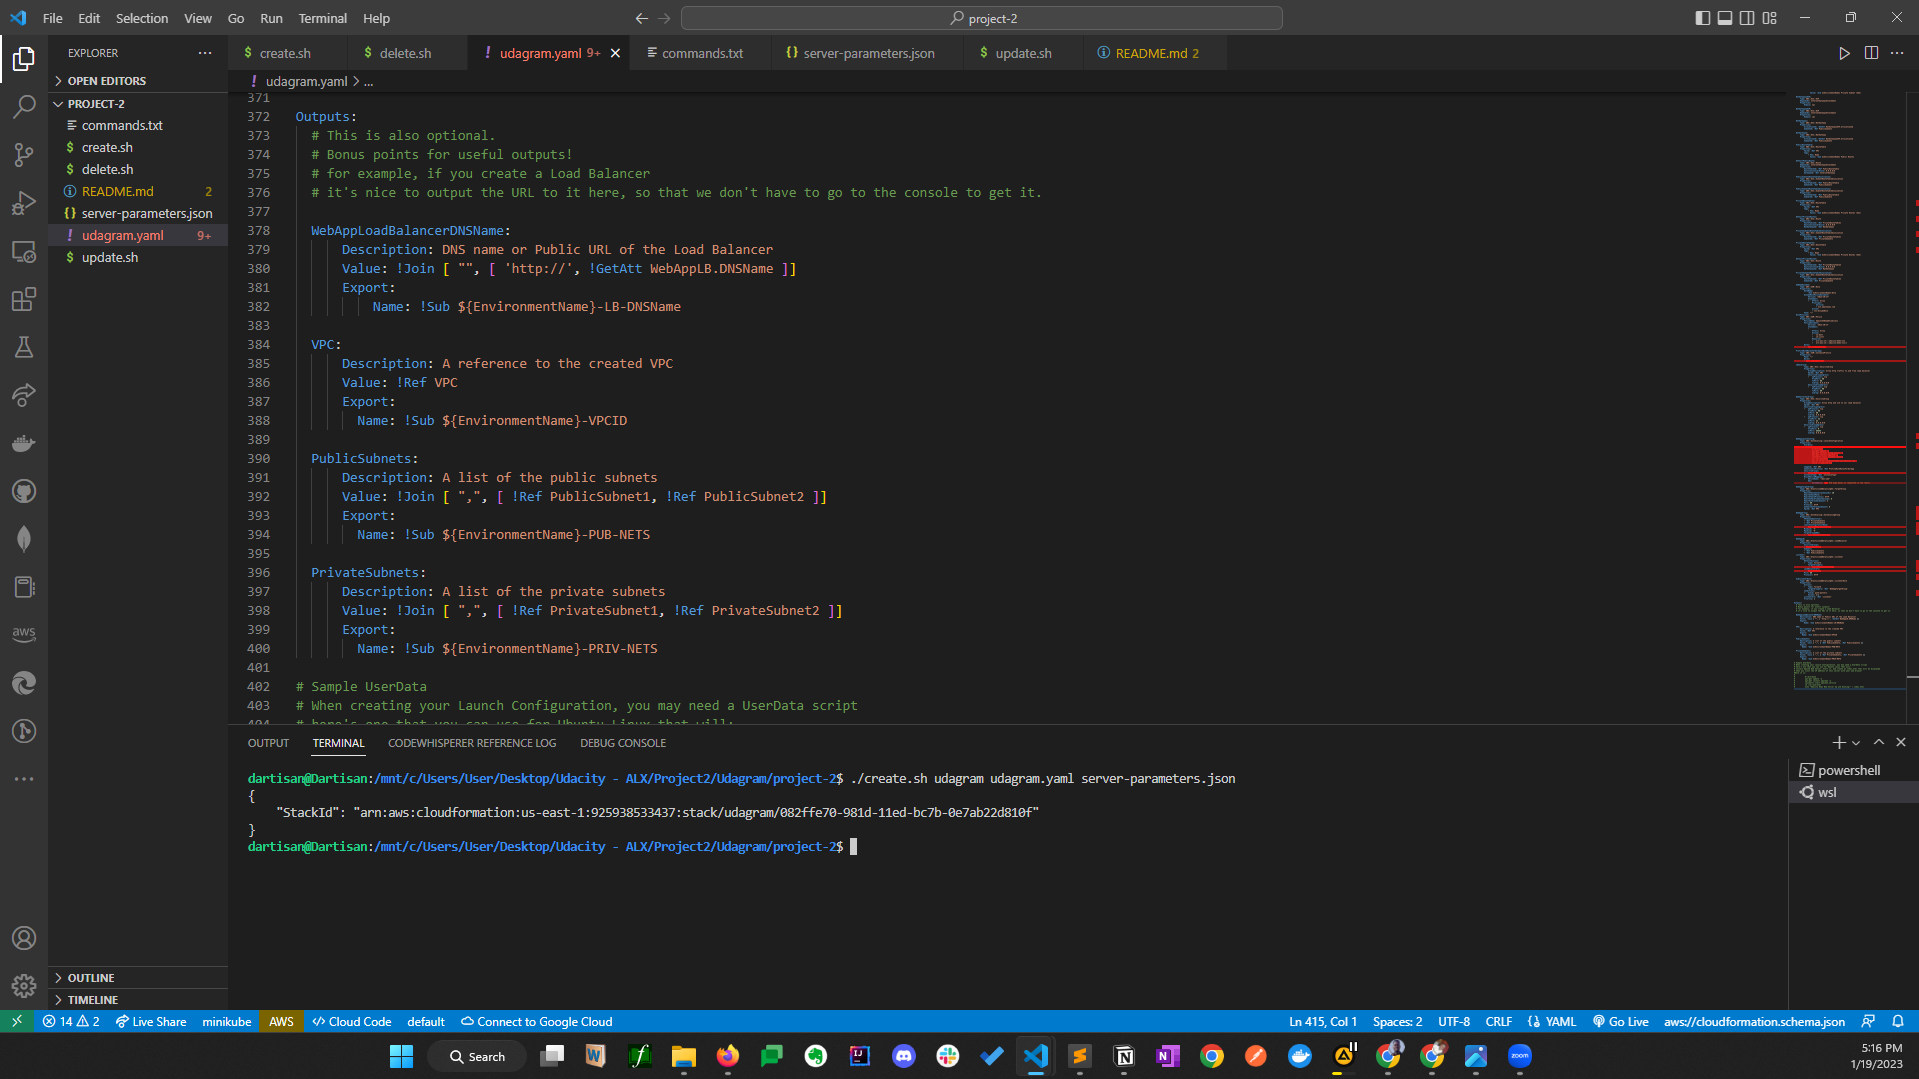 File Edit Selection View Go Run Terminal Help
project-2
EXPLORER
create.sh
delete.sh
udagram.yaml 9+
commands.txt
server-parameters.json
update.sh
README.md 2
OPEN EDITORS
udagram.yaml > ...
PROJECT-2
commands.txt
create.sh
delete.sh
README.md 2
server-parameters.json
udagram.yaml 9+
update.sh
371
372 Outputs:
373 # This is also optional.
374 # Bonus points for useful outputs!
375 # for example, if you create a Load Balancer
376 # it's nice to output the URL to it here, so that we don't have to go to the console to get it.
377
378 WebAppLoadBalancerDNSName:
379 Description: DNS name or Public URL of the Load Balancer
380 Value: !Join [ "", [ 'http://', !GetAtt WebAppLB.DNSName ]]
381 Export:
382 Name: !Sub ${EnvironmentName}-LB-DNSName
383
384 VPC:
385 Description: A reference to the created VPC
386 Value: !Ref VPC
387 Export:
388 Name: !Sub ${EnvironmentName}-VPCID
389
390 PublicSubnets:
391 Description: A list of the public subnets
392 Value: !Join [ ",", [ !Ref PublicSubnet1, !Ref PublicSubnet2 ]]
393 Export:
394 Name: !Sub ${EnvironmentName}-PUB-NETS
395
396 PrivateSubnets:
397 Description: A list of the private subnets
398 Value: !Join [ ",", [ !Ref PrivateSubnet1, !Ref PrivateSubnet2 ]]
399 Export:
400 Name: !Sub ${EnvironmentName}-PRIV-NETS
401
402 # Sample UserData
403 # When creating your Launch Configuration, you may need a UserData script
404 # here's one that you can use for Ubuntu Linux that will:
OUTPUT TERMINAL CODEWHISPERER REFERENCE LOG DEBUG CONSOLE
dartisan@Dartisan:/mnt/c/Users/User/Desktop/Udacity - ALX/Project2/Udagram/project-2$ ./create.sh udagram udagram.yaml server-parameters.json
{
"StackId": "arn:aws:cloudformation:us-east-1:925938533437:stack/udagram/082ffe70-981d-11ed-bc7b-0e7ab22d810f"
}
dartisan@Dartisan:/mnt/c/Users/User/Desktop/Udacity - ALX/Project2/Udagram/project-2$
powershell
wsl
aws
OUTLINE
TIMELINE
14 2 Live Share minikube AWS Cloud Code default Connect to Google Cloud
Ln 415, Col 1 Spaces: 2 UTF-8 CRLF YAML Go Live aws://cloudformation.schema.json
Search
zoom
5:16 PM
1/19/2023